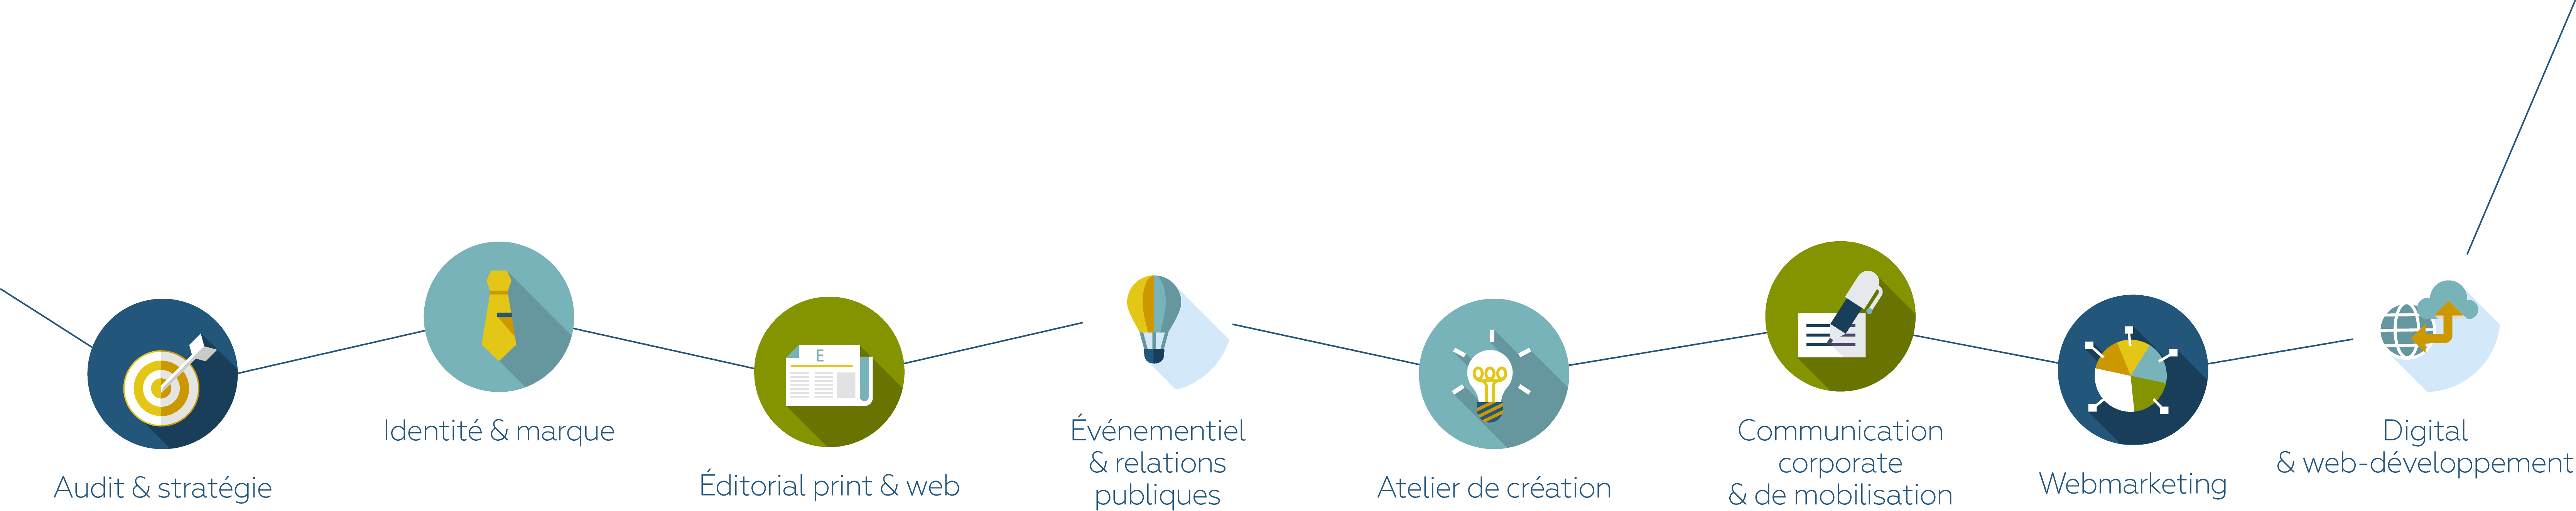 Audit & stratégie
Identité & marque
E
Éditorial print & web
Événementiel
& relations
publiques
Atelier de création
Communication
corporate
& de mobilisation
Webmarketing
Digital
& web-développement